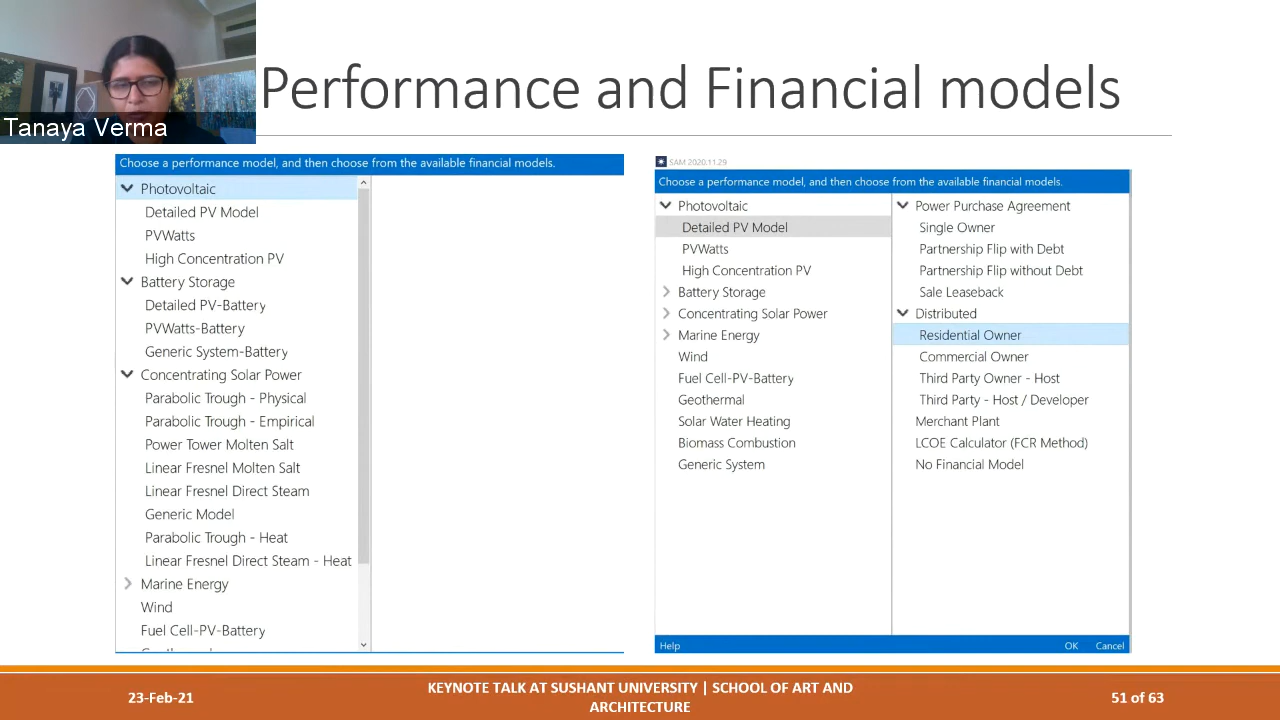 Tanaya Verma
Performance and Financial models
Choose a performance model, and then choose from the available financial models.
Photovoltaic
Detailed PV Model
PVWatts
High Concentration PV
Battery Storage
Detailed PV-Battery
PVWatts-Battery
Generic System-Battery
Concentrating Solar Power
Parabolic Trough - Physical
Parabolic Trough - Empirical
Power Tower Molten Salt
Linear Fresnel Molten Salt
Linear Fresnel Direct Steam
Generic Model
Parabolic Trough - Heat
Linear Fresnel Direct Steam - Heat
Marine Energy
Wind
Fuel Cell-PV-Battery
SAM 2020.11.29
Choose a performance model, and then choose from the available financial models.
Photovoltaic
Detailed PV Model
PVWatts
High Concentration PV
Battery Storage
Concentrating Solar Power
Marine Energy
Wind
Fuel Cell-PV-Battery
Geothermal
Solar Water Heating
Biomass Combustion
Generic System
Power Purchase Agreement
Single Owner
Partnership Flip with Debt
Partnership Flip without Debt
Sale Leaseback
Distributed
Residential Owner
Commercial Owner
Third Party Owner - Host
Third Party - Host / Developer
Merchant Plant
LCOE Calculator (FCR Method)
No Financial Model
Help
OK
Cancel
23-Feb-21
KEYNOTE TALK AT SUSHANT UNIVERSITY | SCHOOL OF ART AND
ARCHITECTURE
51 of 63